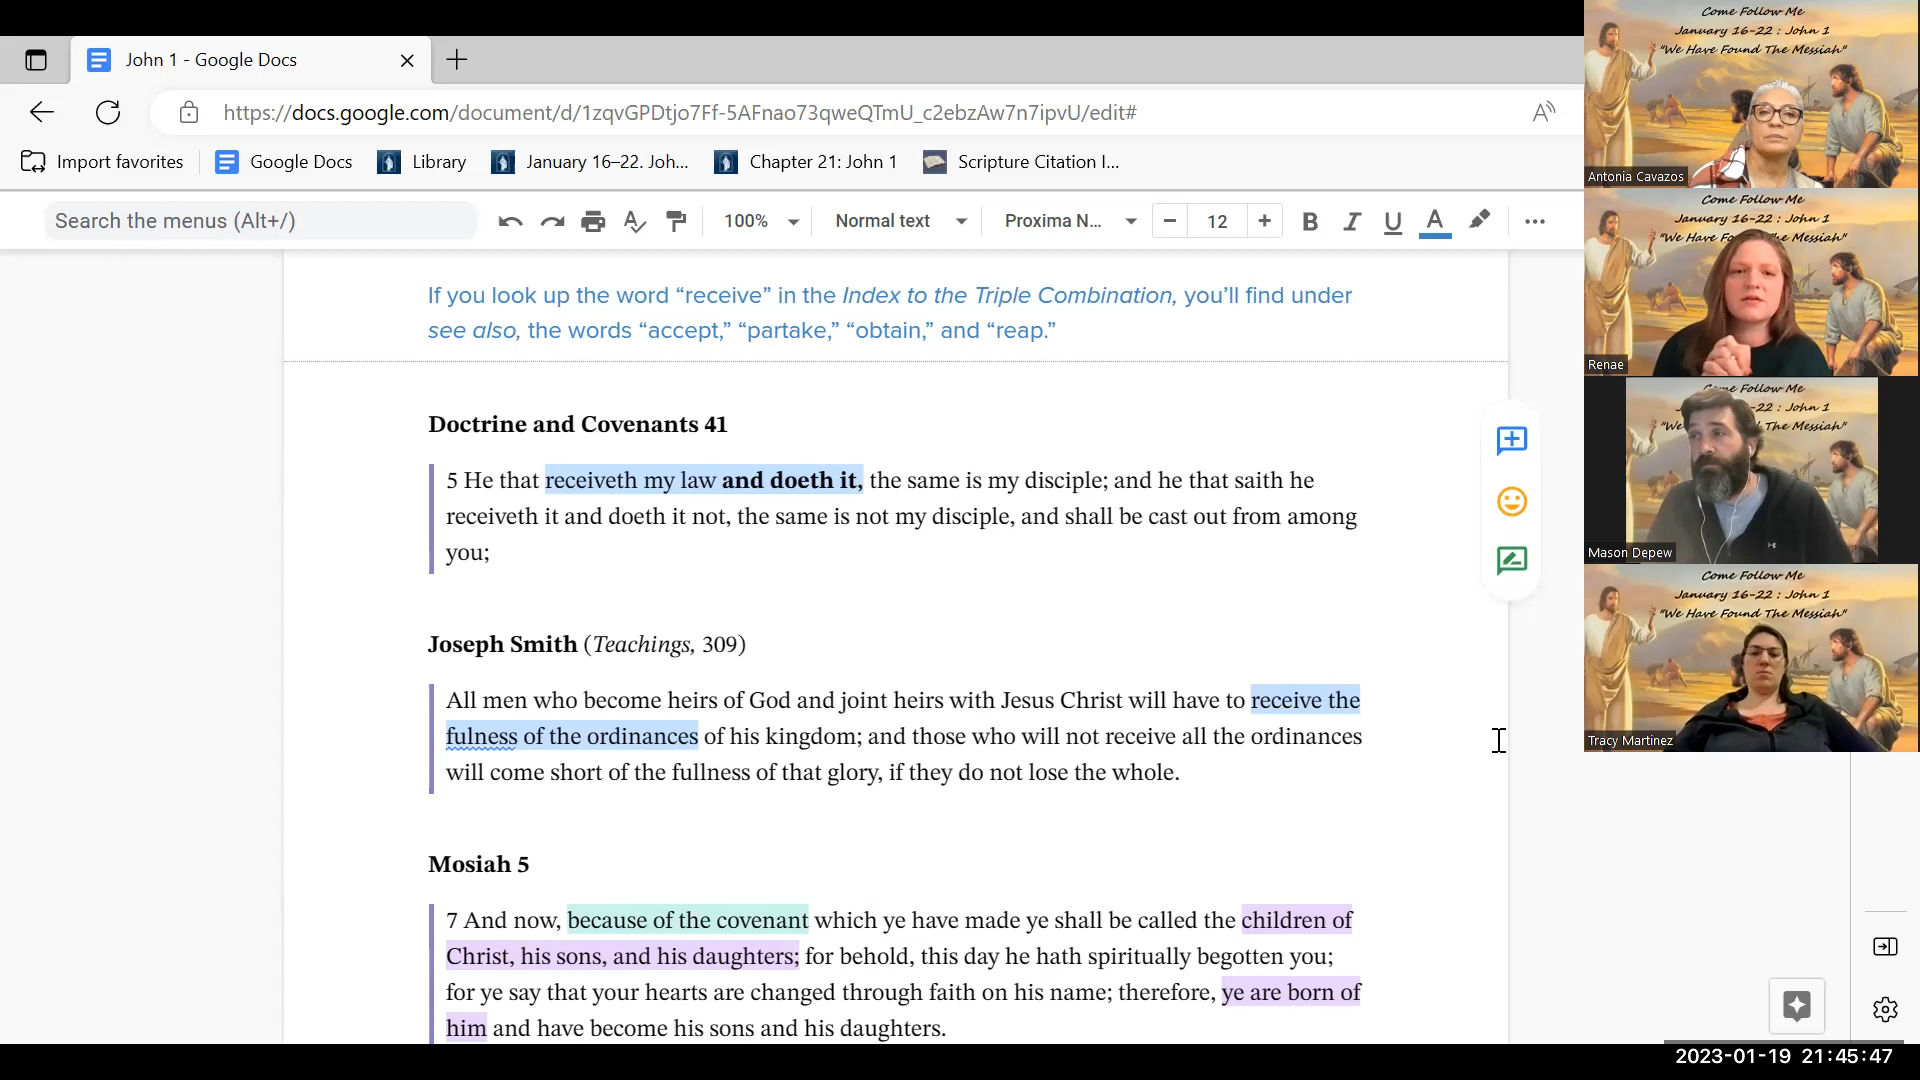 John 1 - Google Docs
https://docs.google.com/document/d/1zqvGPDtjo7Ff-5AFnao73qweQTmU_c2ebzAw7n7ipvU/edit#
Import favorites
Google Docs
Library
January 16–22. Joh...
Chapter 21: John 1
Scripture Citation I...
Search the menus (Alt+/)
100%
Normal text
Proxima N...
− 12 +
B I U A
If you look up the word “receive” in the Index to the Triple Combination, you’ll find under
see also, the words “accept,” “partake,” “obtain,” and “reap.”
Doctrine and Covenants 41
5 He that receiveth my law and doeth it, the same is my disciple; and he that saith he
receiveth it and doeth it not, the same is not my disciple, and shall be cast out from among
you;
Joseph Smith (Teachings, 309)
All men who become heirs of God and joint heirs with Jesus Christ will have to receive the
fulness of the ordinances of his kingdom; and those who will not receive all the ordinances
will come short of the fullness of that glory, if they do not lose the whole.
Mosiah 5
7 And now, because of the covenant which ye have made ye shall be called the children of
Christ, his sons, and his daughters; for behold, this day he hath spiritually begotten you;
for ye say that your hearts are changed through faith on his name; therefore, ye are born of
him and have become his sons and his daughters.
Come Follow Me
January 16-22 : John 1
"We Have Found The Messiah"
Antonia Cavazos
Come Follow Me
January 16-22 : John 1
"We Have Fo e Messiah"
Renae
Come Follow Me
-22 : John 1
"We The Messiah"
Mason Depew
Come Follow Me
January 16-22 : John 1
"We Have Found The Messiah"
Tracy Martinez
2023-01-19 21:45:47